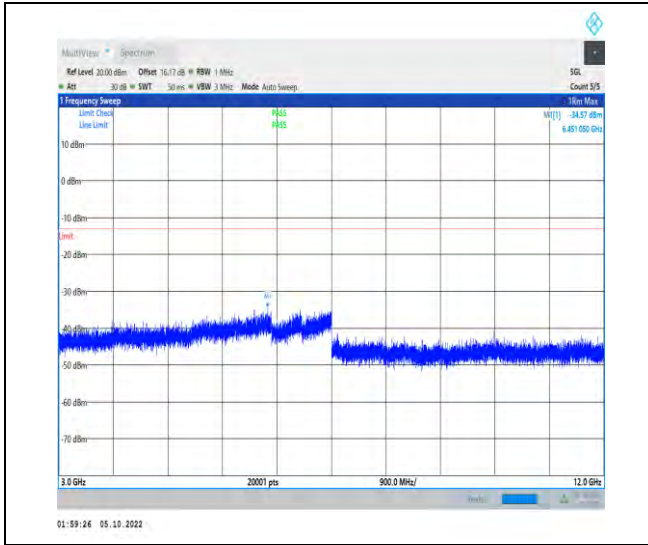 MultiView Spectrum
Ref Level 20.00 dBm Offset 16.17 dB RBW 1 MHz SGL
Att 30 dB SWT 50 ms VBW 3 MHz Mode Auto Sweep Count 5/5
1 Frequency Sweep 1Rm Max
Limit Check PASS M1[1] -34.57 dBm
Line Limit PASS 6.451 050 GHz
10 dBm
0 dBm
-10 dBm
Limit
-20 dBm
-30 dBm
M1
-40 dBm
-50 dBm
-60 dBm
-70 dBm
3.0 GHz 20001 pts 900.0 MHz/ 12.0 GHz
01:59:26 05.10.2022